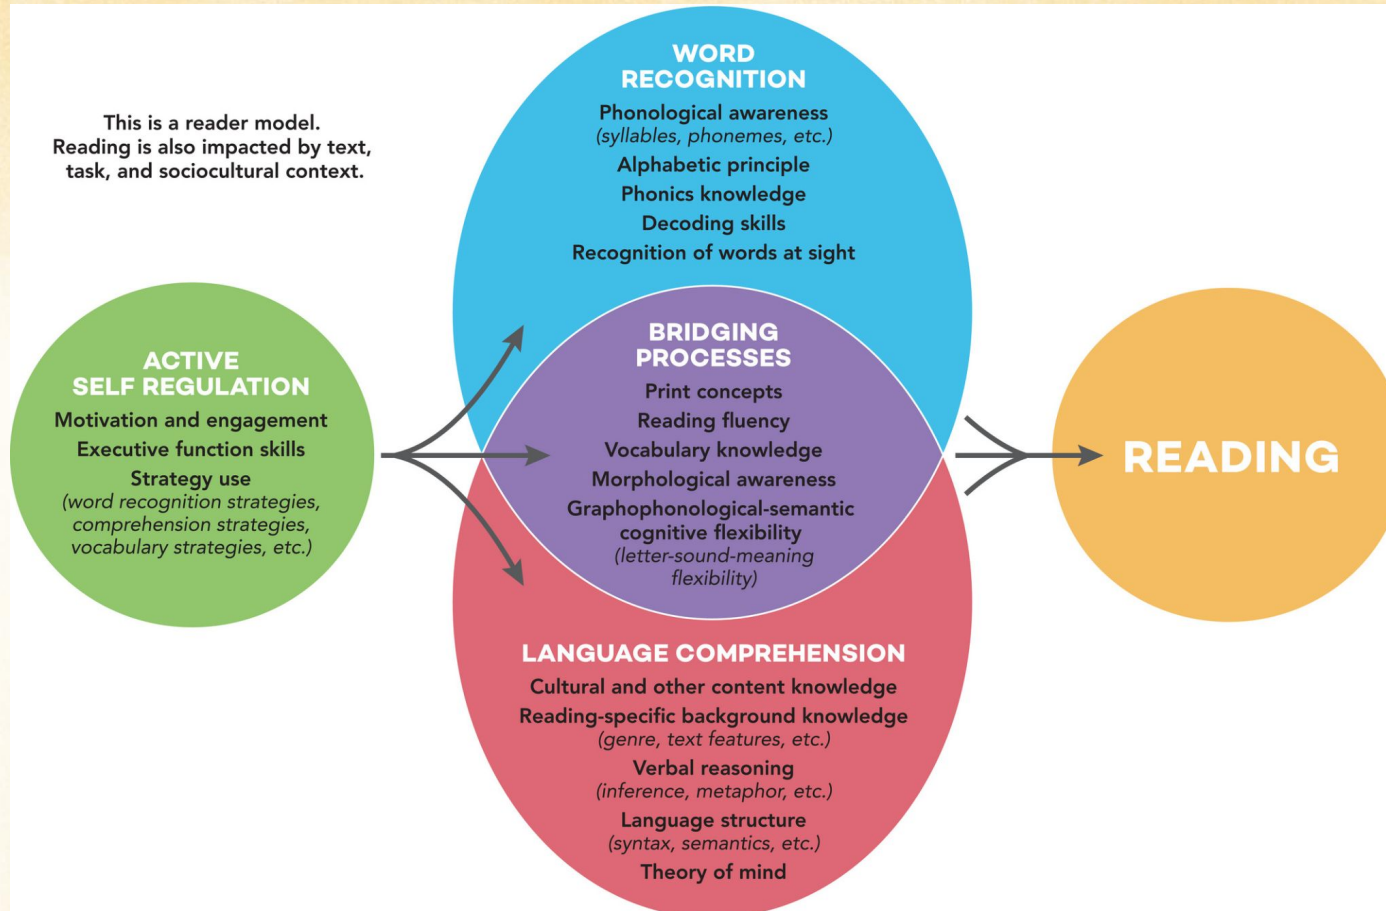 This is a reader model.
Reading is also impacted by text,
task, and sociocultural context.
ACTIVE
SELF REGULATION
Motivation and engagement
Executive function skills
Strategy use
(word recognition strategies,
comprehension strategies,
vocabulary strategies, etc.)
WORD
RECOGNITION
Phonological awareness
(syllables, phonemes, etc.)
Alphabetic principle
Phonics knowledge
Decoding skills
Recognition of words at sight
BRIDGING
PROCESSES
Print concepts
Reading fluency
Vocabulary knowledge
Morphological awareness
Graphophonological-semantic
cognitive flexibility
(letter-sound-meaning
flexibility)
LANGUAGE COMPREHENSION
Cultural and other content knowledge
Reading-specific background knowledge
(genre, text features, etc.)
Verbal reasoning
(inference, metaphor, etc.)
Language structure
(syntax, semantics, etc.)
Theory of mind
READING